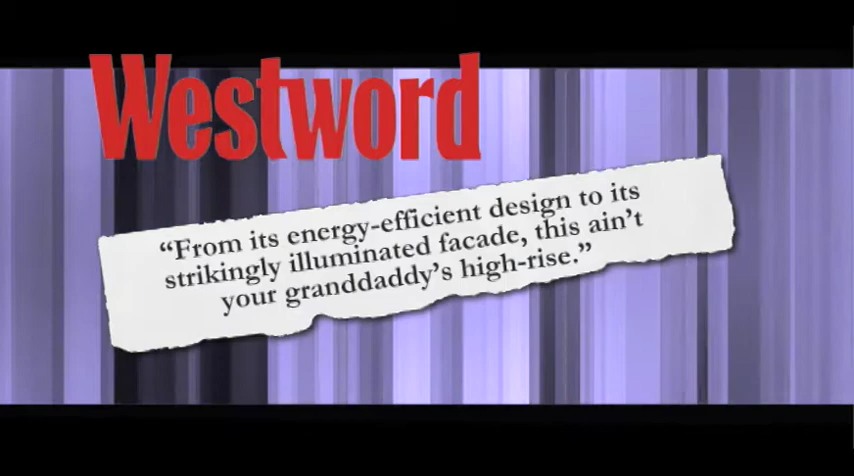 Westword
“From its energy-efficient design to its
strikingly illuminated facade, this ain’t
your granddaddy’s high-rise.”